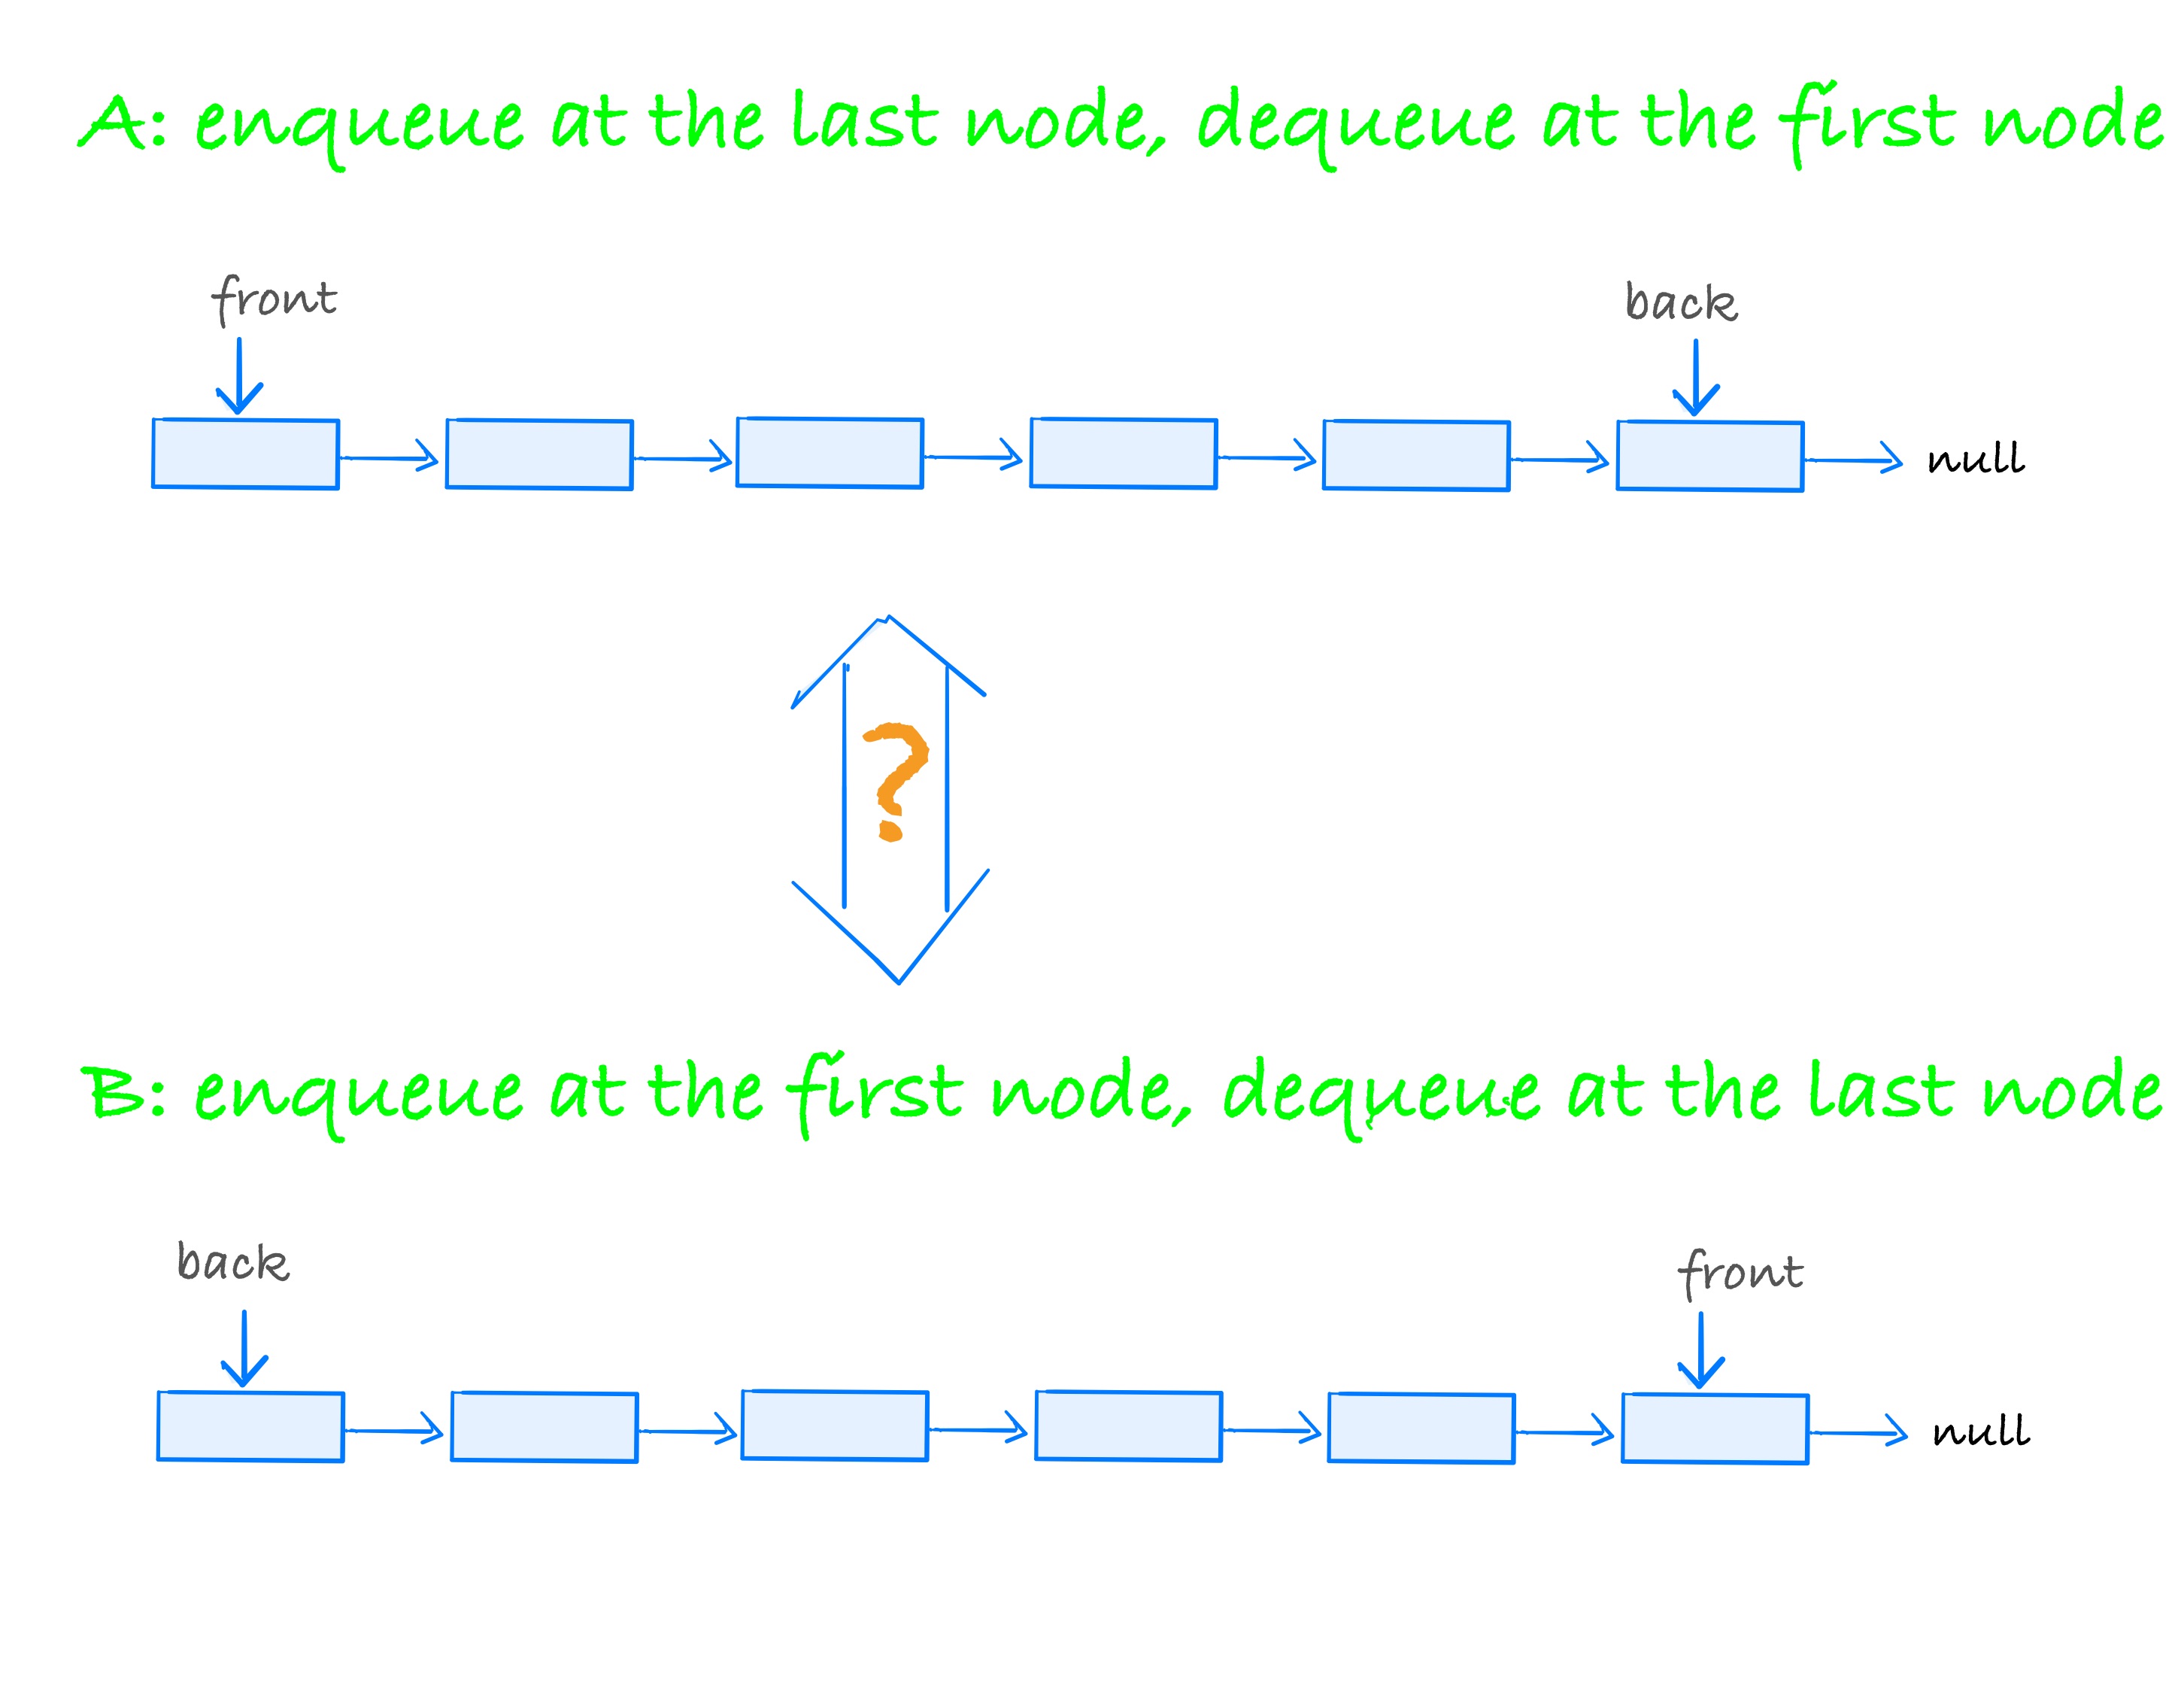 A: enqueue at the last node, dequeue at the first node
front
back
null
?
B: enqueue at the first node, dequeue at the last node
back
front
null